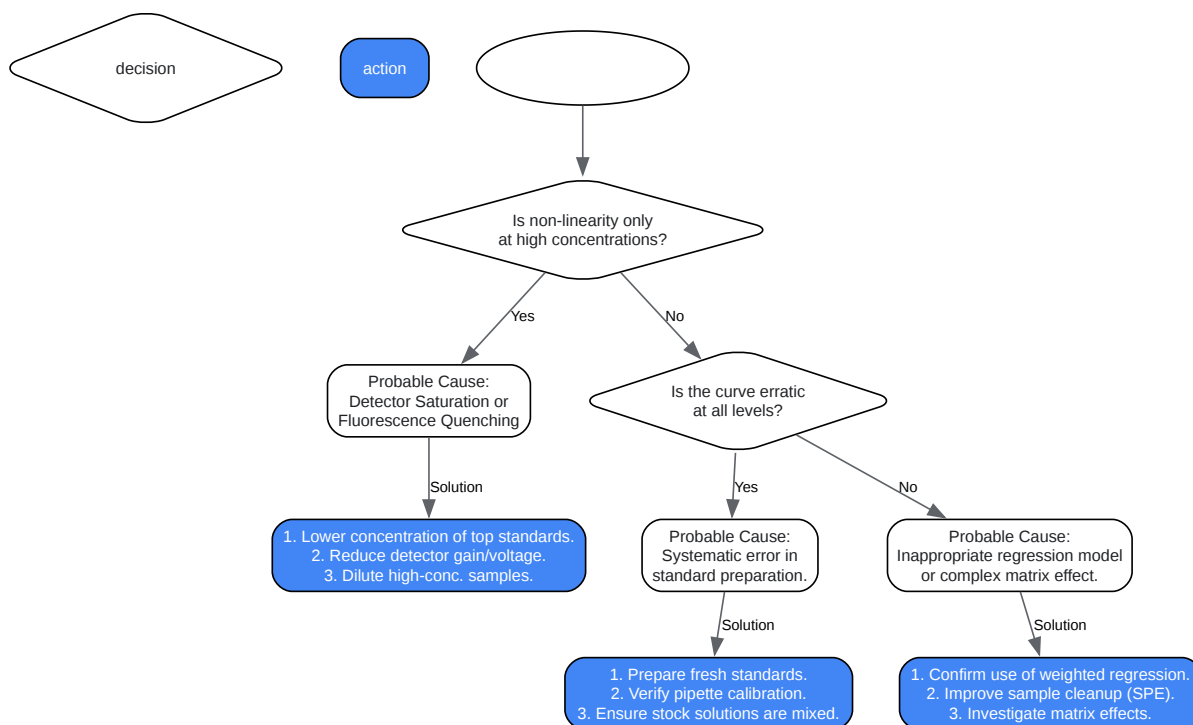 decision
action
Is non-linearity only
at high concentrations?
Yes
No
Probable Cause:
Detector Saturation or
Fluorescence Quenching
Is the curve erratic
at all levels?
Solution
Yes
No
1. Lower concentration of top standards.
2. Reduce detector gain/voltage.
3. Dilute high-conc. samples.
Probable Cause:
Systematic error in
standard preparation.
Probable Cause:
Inappropriate regression model
or complex matrix effect.
Solution
Solution
1. Prepare fresh standards.
2. Verify pipette calibration.
3. Ensure stock solutions are mixed.
1. Confirm use of weighted regression.
2. Improve sample cleanup (SPE).
3. Investigate matrix effects.